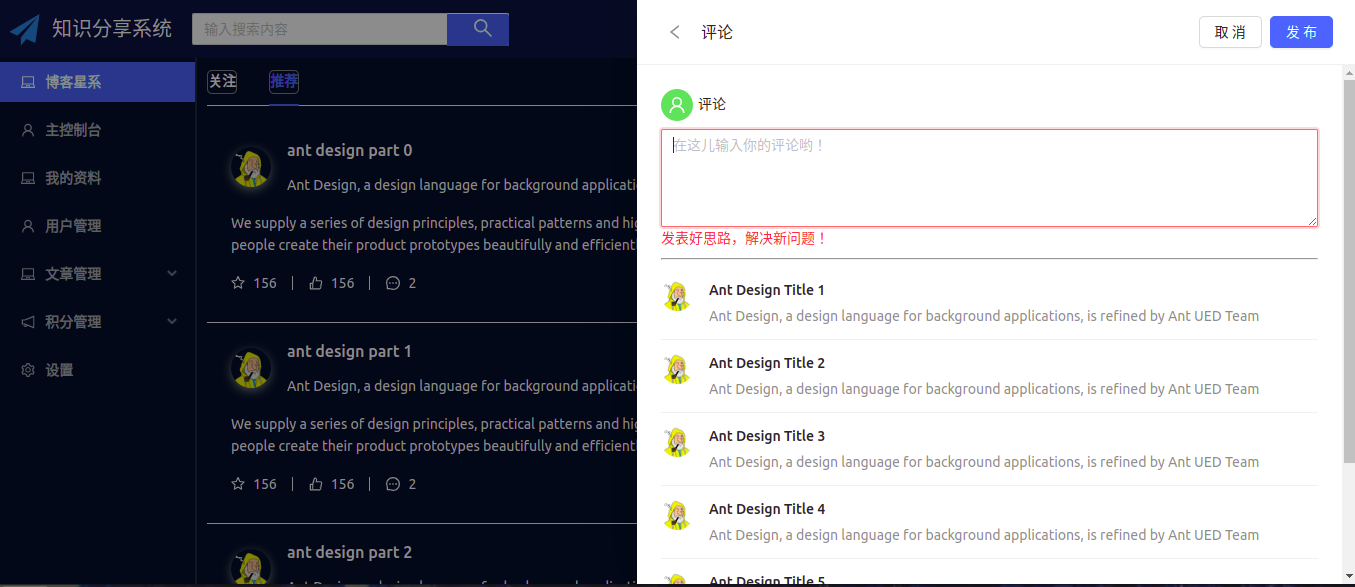 知识分享系统
输入搜索内容
博客星系
主控制台
我的资料
用户管理
文章管理
积分管理
设置
关注
推荐
ant design part 0
Ant Design, a design language for background applicati
We supply a series of design principles, practical patterns and hig
people create their product prototypes beautifully and efficient
156 | 156 | 2
ant design part 1
Ant Design, a design language for background applicati
We supply a series of design principles, practical patterns and hig
people create their product prototypes beautifully and efficient
156 | 156 | 2
ant design part 2
评论
取 消
发 布
评论
在这儿输入你的评论哟！
发表好思路，解决新问题！
Ant Design Title 1
Ant Design, a design language for background applications, is refined by Ant UED Team
Ant Design Title 2
Ant Design, a design language for background applications, is refined by Ant UED Team
Ant Design Title 3
Ant Design, a design language for background applications, is refined by Ant UED Team
Ant Design Title 4
Ant Design, a design language for background applications, is refined by Ant UED Team
Ant Design Title 5